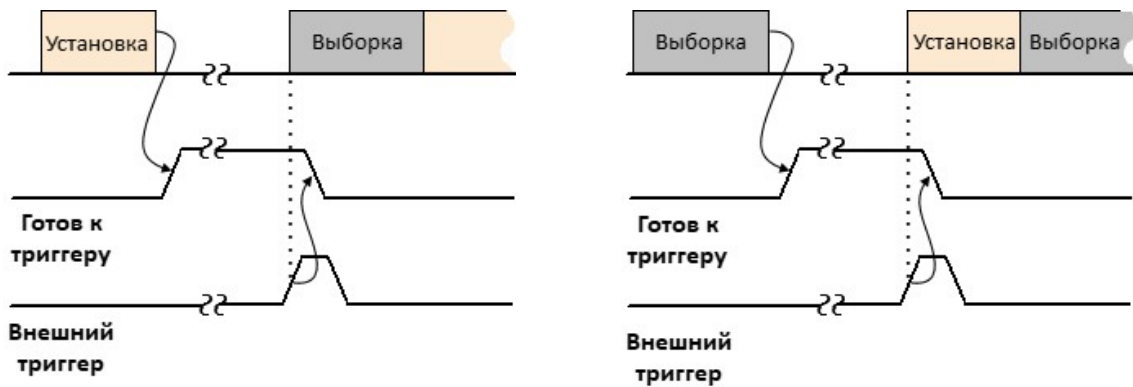 Установка
Выборка
Готов к
триггеру
Внешний
триггер
Выборка
Установка
Выборка
Готов к
триггеру
Внешний
триггер